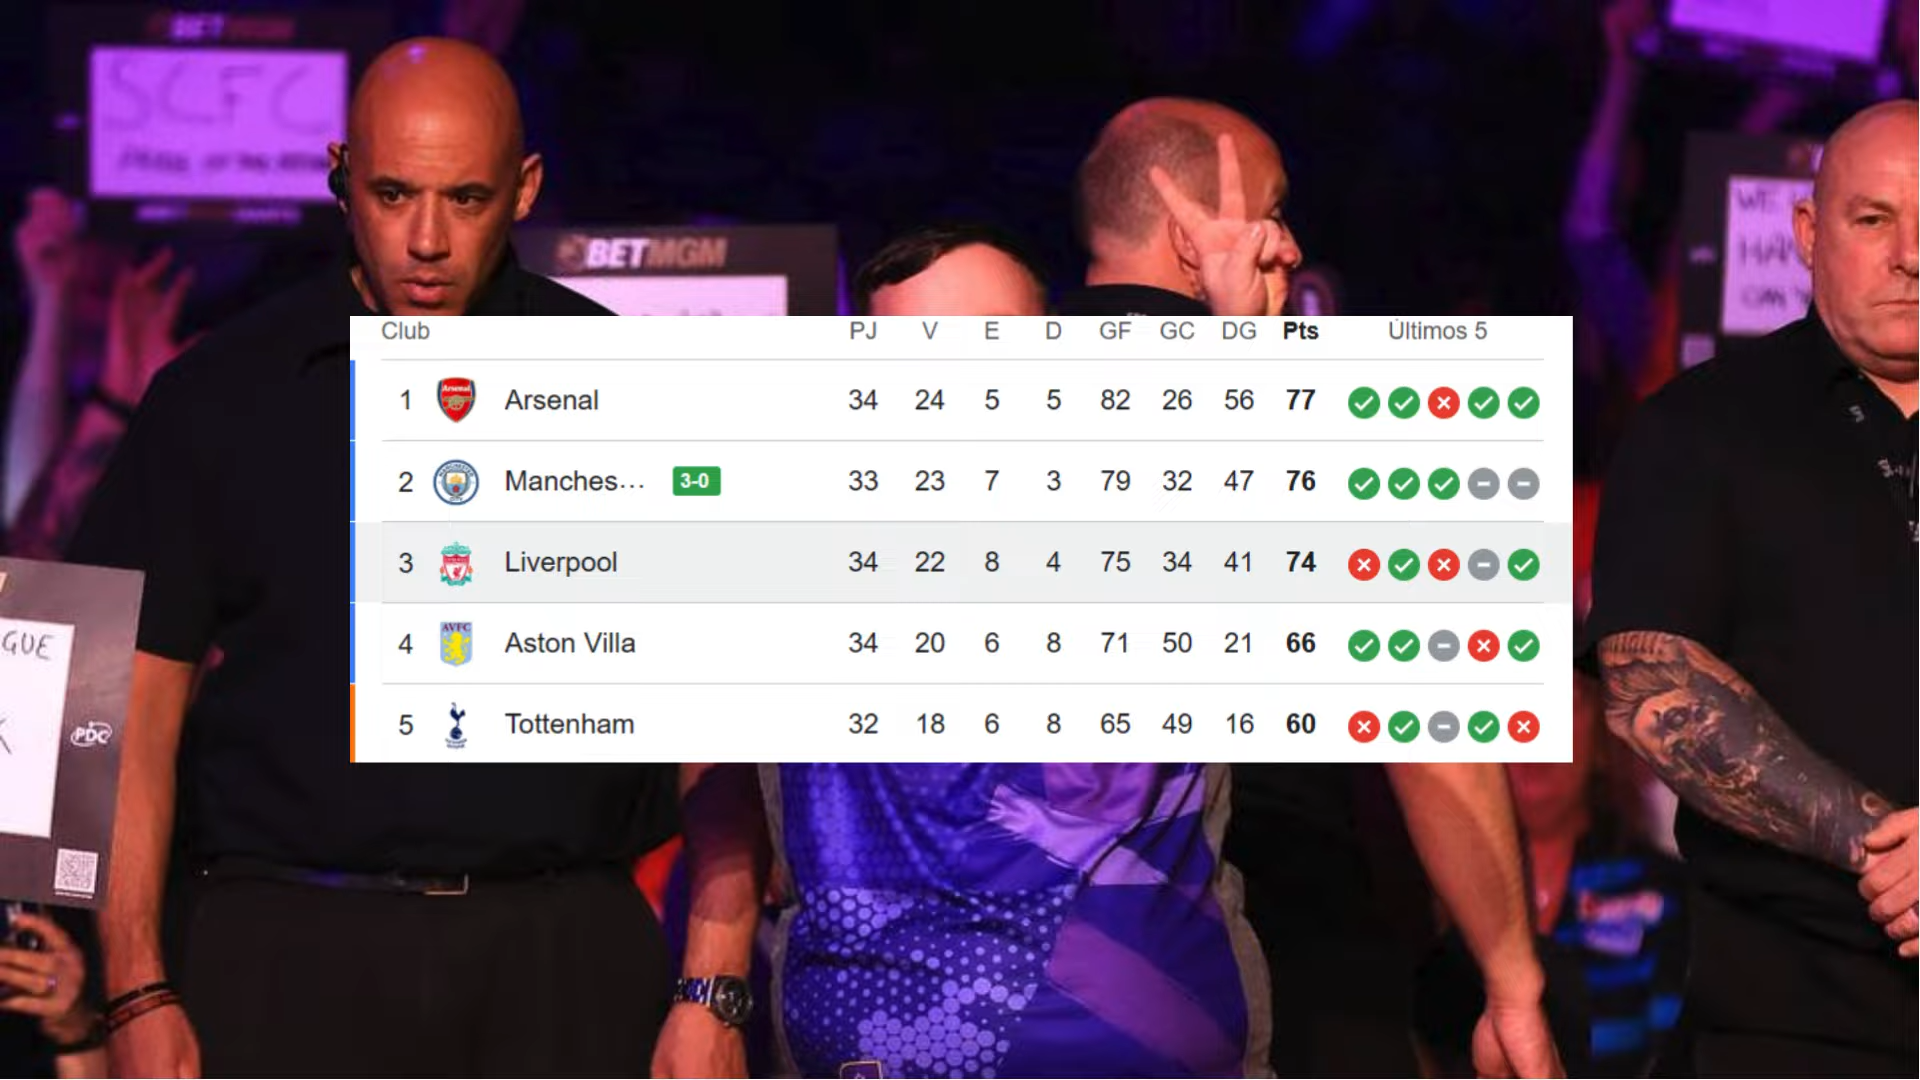 BETMGM
SCFC
BETMGM
WE
GUE
PDC
Club PJ V E D GF GC DG Pts Últimos 5
1 Arsenal 34 24 5 5 82 26 56 77
2 Manches... 3-0 33 23 7 3 79 32 47 76
3 Liverpool 34 22 8 4 75 34 41 74
4 AVFC Aston Villa 34 20 6 8 71 50 21 66
5 Tottenham 32 18 6 8 65 49 16 60